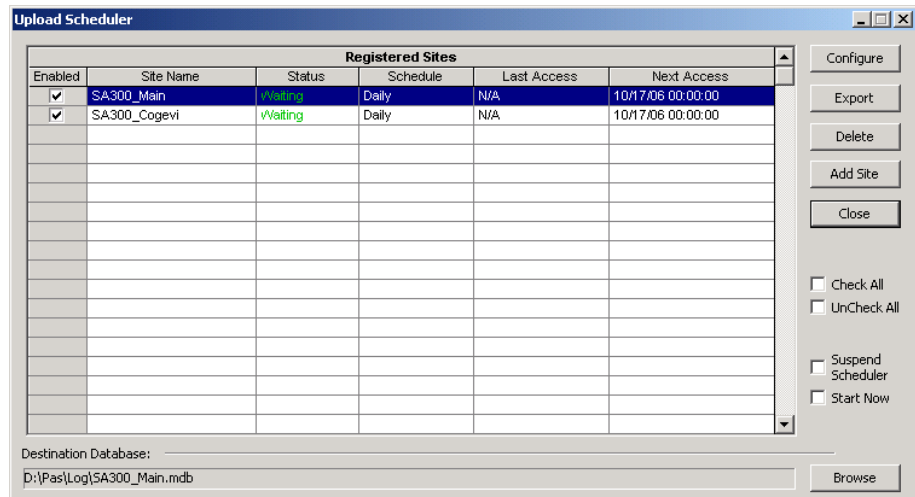 Upload Scheduler
Registered Sites
Enabled Site Name Status Schedule Last Access Next Access
SA300_Main Waiting Daily N/A 10/17/06 00:00:00
SA300_Cogevi Waiting Daily N/A 10/17/06 00:00:00
Configure
Export
Delete
Add Site
Close
Check All
UnCheck All
Suspend
Scheduler
Start Now
Destination Database:
D:\Pas\Log\SA300_Main.mdb
Browse